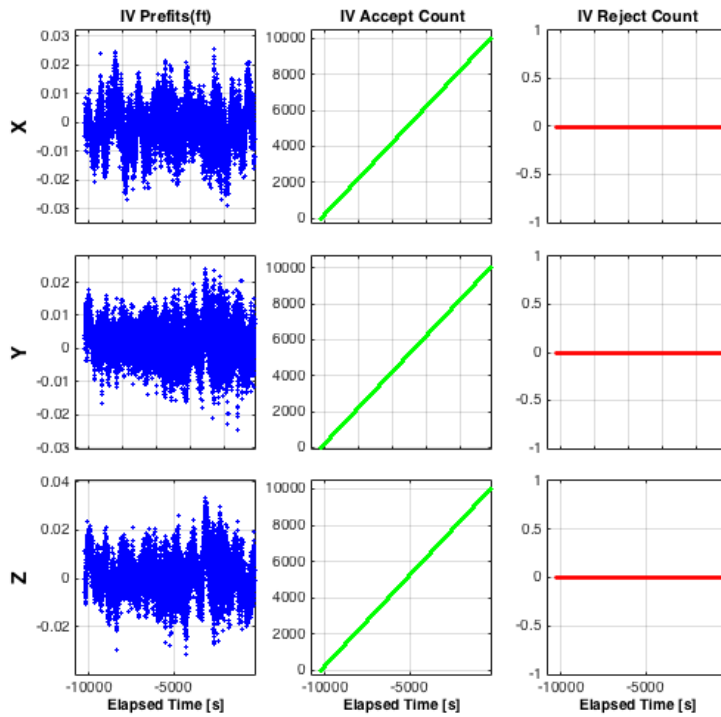 IV Prefits(ft) IV Accept Count IV Reject Count
0.03 10000 1
0.02 8000 0.5
0.01 6000
X 0 0
-0.01 4000
-0.02 2000 -0.5
-0.03 0 -1
0.02 10000 1
0.01 8000 0.5
Y 0 6000 0
-0.01 4000
-0.02 2000 -0.5
-0.03 0 -1
0.04 10000 1
0.02 8000 0.5
Z 0 6000 0
4000
-0.02 2000 -0.5
0 -1
-10000 -5000 -10000 -5000 -10000 -5000
Elapsed Time [s] Elapsed Time [s] Elapsed Time [s]